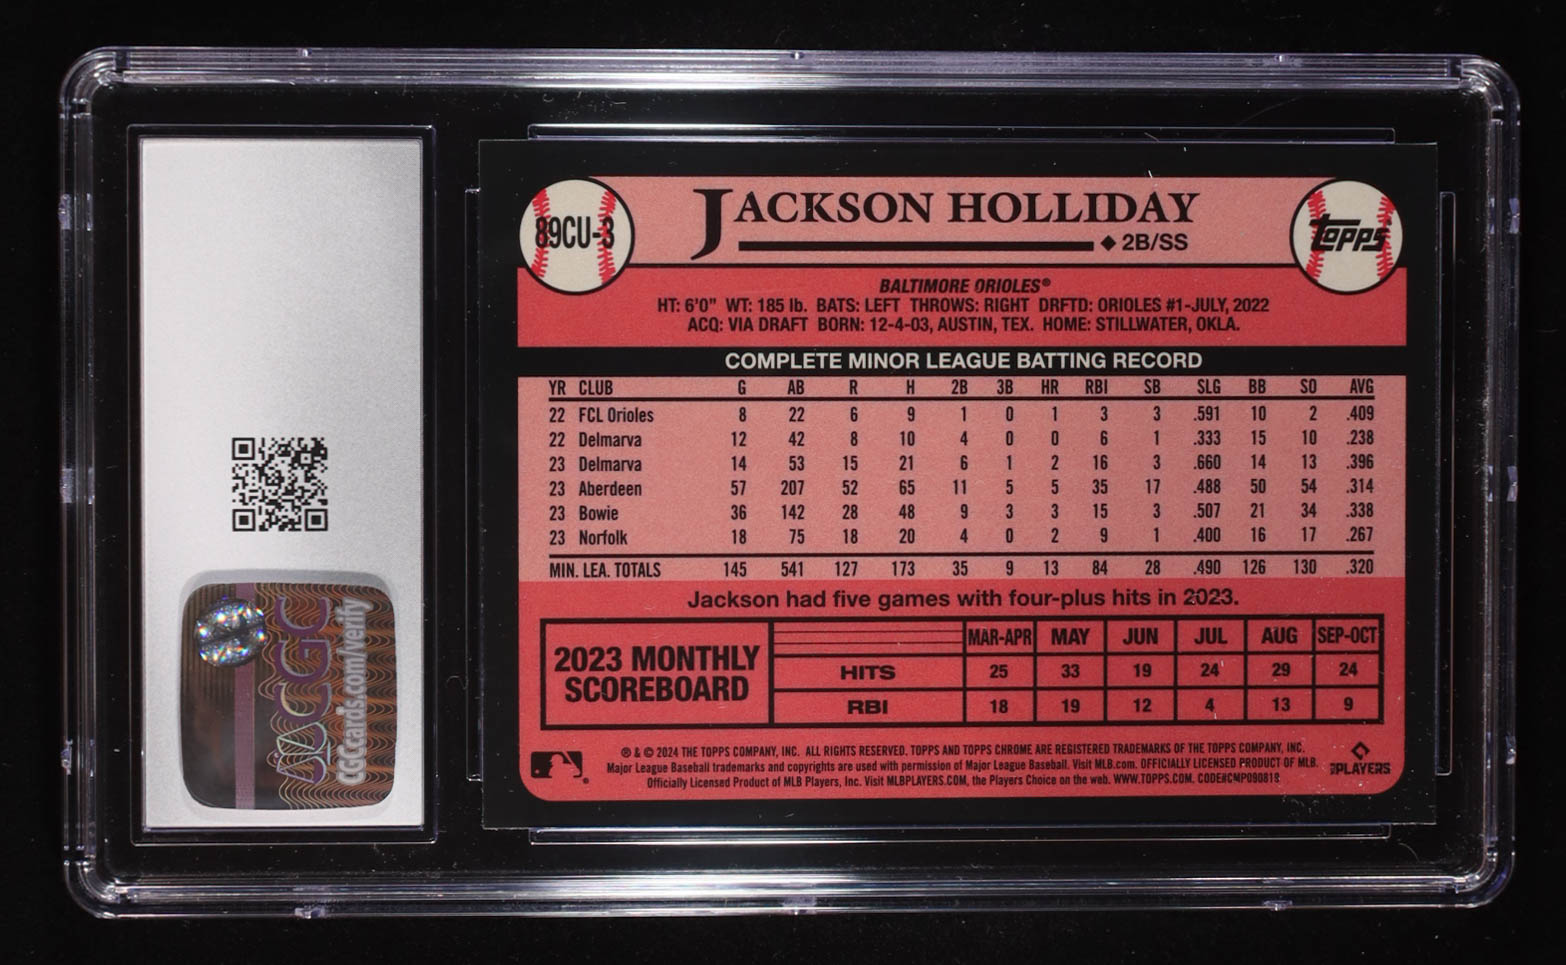 89CU-3
JACKSON HOLLIDAY
◆ 2B/SS
TOPPS
BALTIMORE ORIOLES®
HT: 6'0" WT: 185 lb. BATS: LEFT THROWS: RIGHT DRFTD: ORIOLES #1-JULY, 2022
ACQ: VIA DRAFT BORN: 12-4-03, AUSTIN, TEX. HOME: STILLWATER, OKLA.
COMPLETE MINOR LEAGUE BATTING RECORD
YR CLUB G AB R H 2B 3B HR RBI SB SLG BB SO AVG
22 FCL Orioles 8 22 6 9 1 0 1 3 3 .591 10 2 .409
22 Delmarva 12 42 8 10 4 0 0 6 1 .333 15 10 .238
23 Delmarva 14 53 15 21 6 1 2 16 3 .660 14 13 .396
23 Aberdeen 57 207 52 65 11 5 5 35 17 .488 50 54 .314
23 Bowie 36 142 28 48 9 3 3 15 3 .507 21 34 .338
23 Norfolk 18 75 18 20 4 0 2 9 1 .400 16 17 .267
MIN. LEA. TOTALS 145 541 127 173 35 9 13 84 28 .490 126 130 .320
Jackson had five games with four-plus hits in 2023.
2023 MONTHLY
SCOREBOARD
MAR-APR MAY JUN JUL AUG SEP-OCT
HITS 25 33 19 24 29 24
RBI 18 19 12 4 13 9
® & © 2024 THE TOPPS COMPANY, INC. ALL RIGHTS RESERVED. TOPPS AND TOPPS CHROME ARE REGISTERED TRADEMARKS OF THE TOPPS COMPANY, INC.
Major League Baseball trademarks and copyrights are used with permission of Major League Baseball. Visit MLB.com. OFFICIALLY LICENSED PRODUCT OF MLB.
Officially Licensed Product of MLB Players, Inc. Visit MLBPLAYERS.COM, the Players Choice on the web. WWW.TOPPS.COM. CODE#CMP090818
PLAYERS
CGC
CGCcards.com/verify